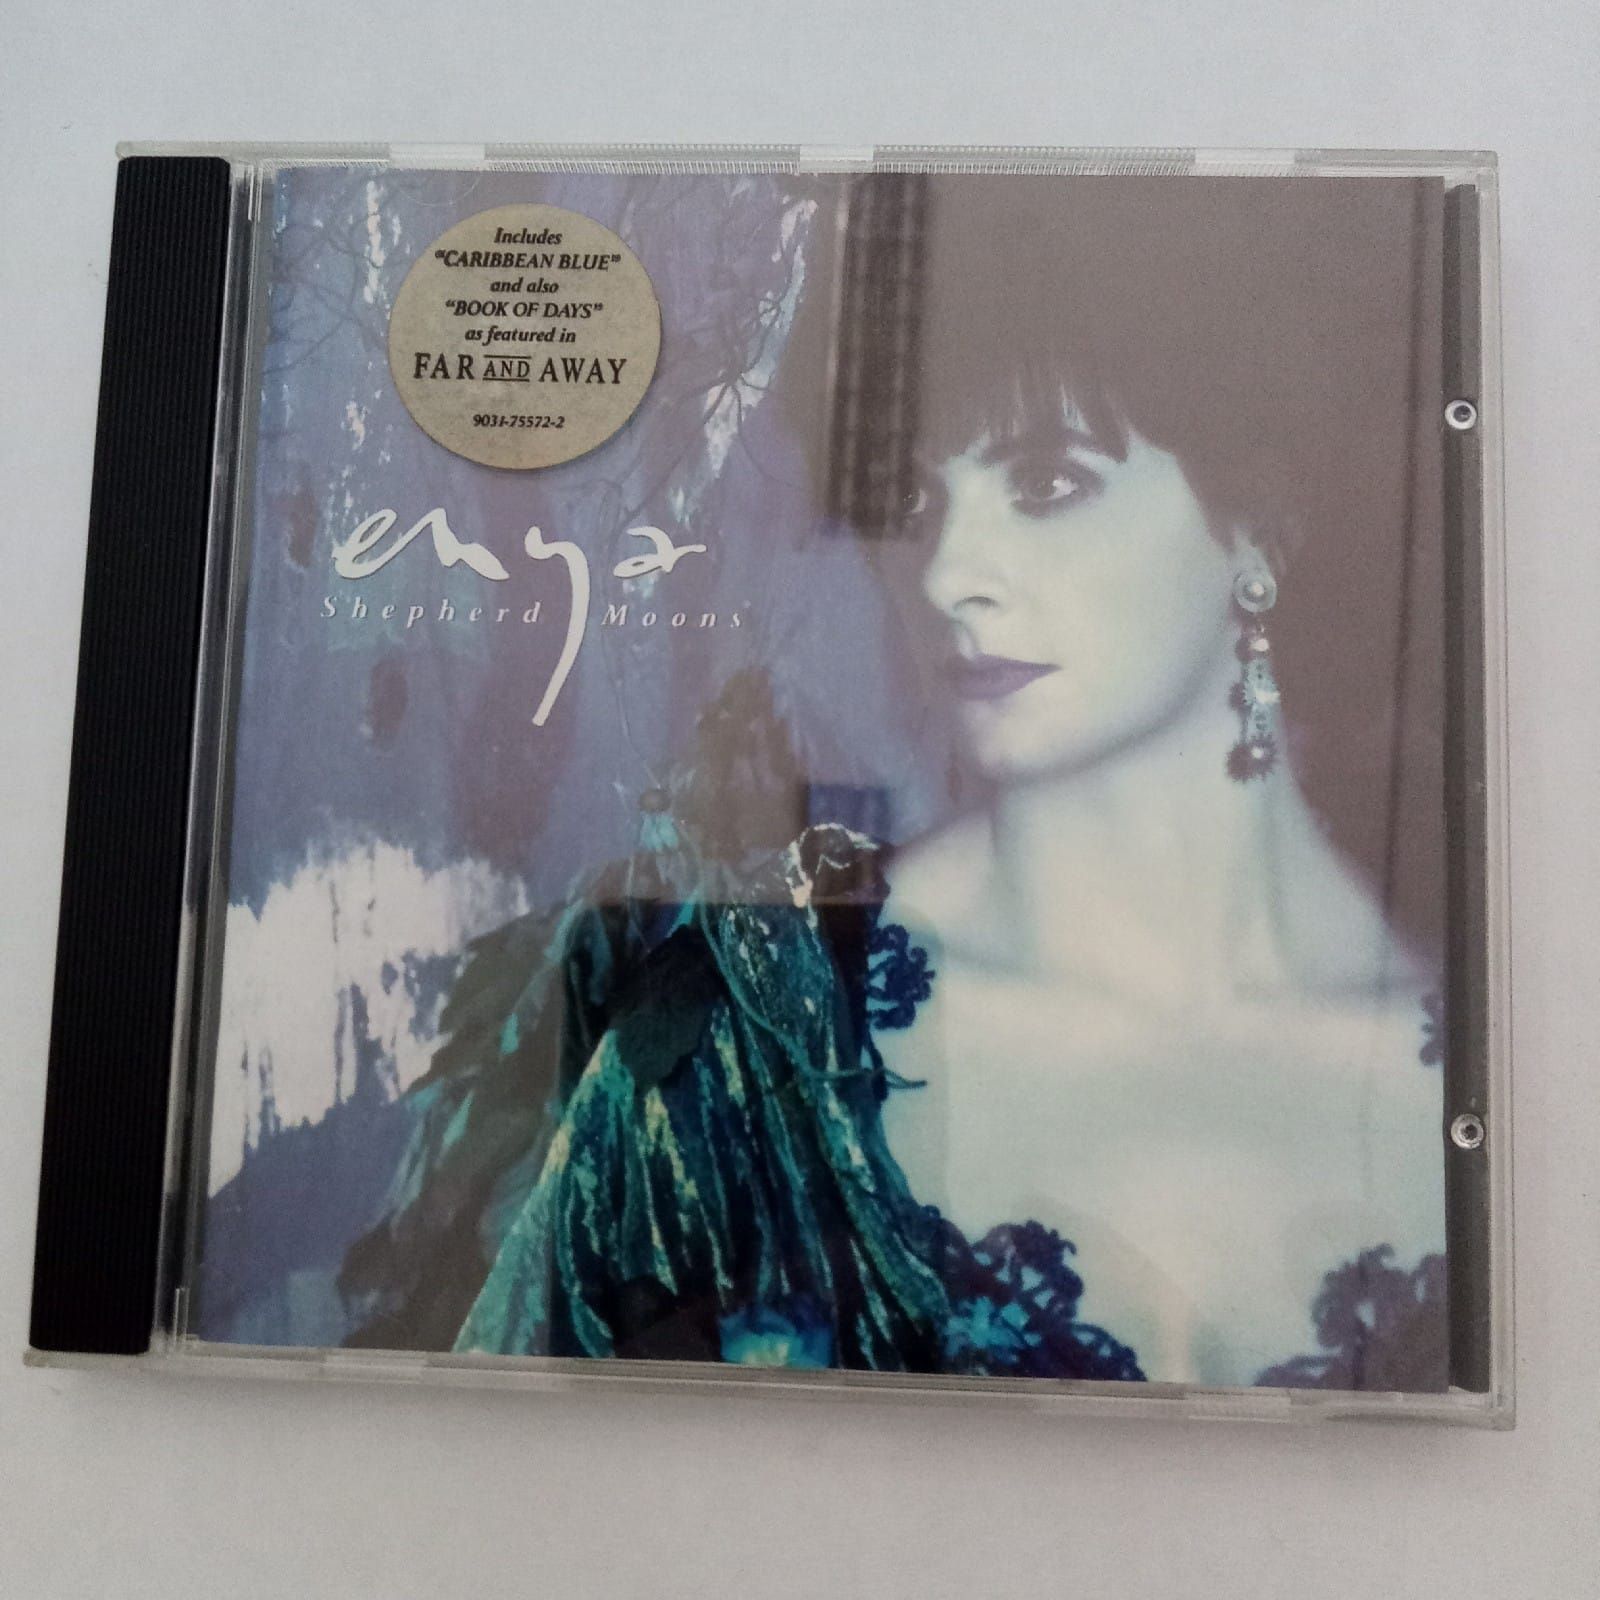 Includes
"CARIBBEAN BLUE"
and also
"BOOK OF DAYS"
as featured in
FAR AND AWAY
9031-75572-2
enya
Shepherd Moons